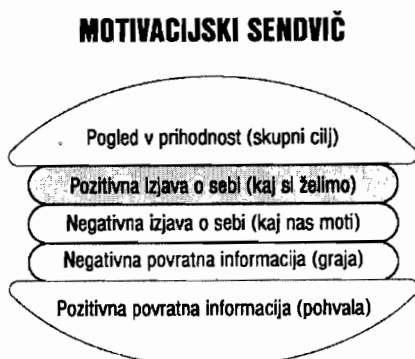 MOTIVACIJSKI SENDVIČ
Pogled v prihodnost (skupni cilj)
Pozitivna Izjava o sebi (kaj si želimo)
Negativna izjava o sebi (kaj nas moti)
Negativna povratna informacija (graja)
Pozitivna povratna informacija (pohvala)